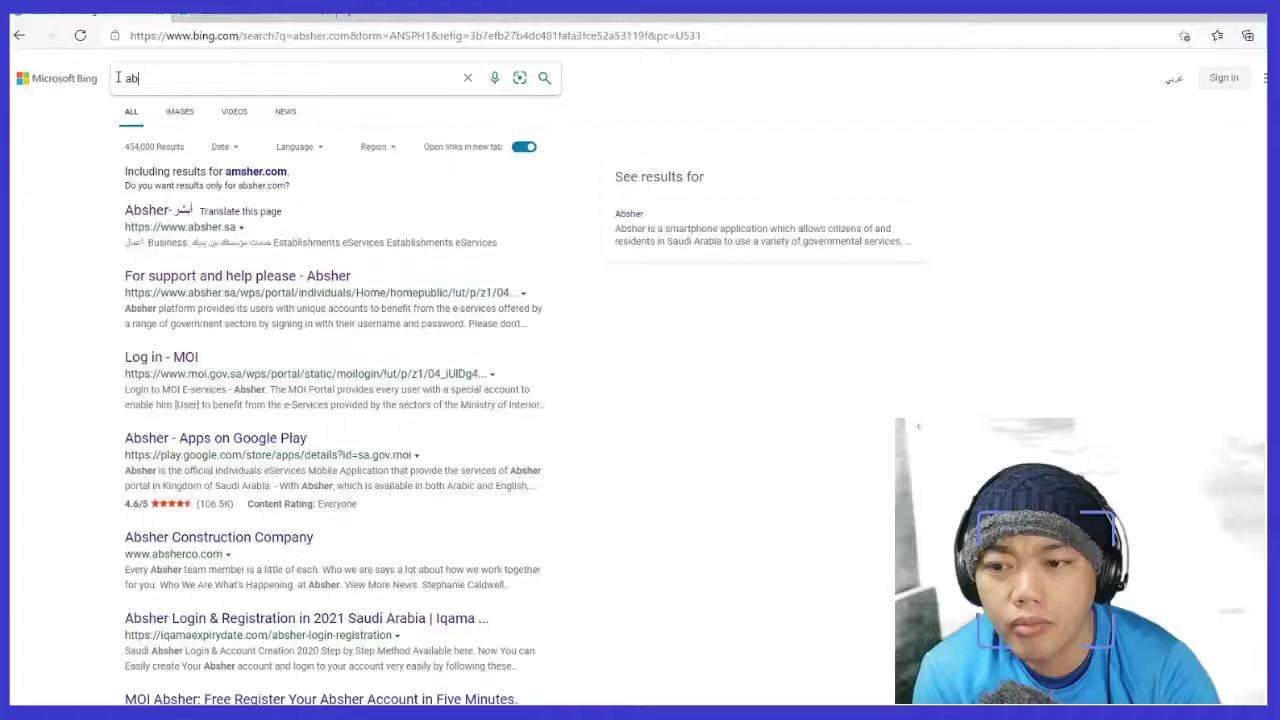 https://www.bing.com/search?q=absher.com&form=ANSPH1&refig=3b7efb27b4dc481fafa3fce52a53119f&pc=U531
Microsoft Bing
ab
عربي
Sign in
ALL IMAGES VIDEOS NEWS
454,000 Results Date Language Region Open links in new tab
Including results for amsher.com.
Do you want results only for absher.com?
Absher-أبشر Translate this page
https://www.absher.sa
اعمال Business. خدمات مؤسستك بين يديك Establishments eServices Establishments eServices
For support and help please - Absher
https://www.absher.sa/wps/portal/individuals/Home/homepublic/!ut/p/z1/04...
Absher platform provides its users with unique accounts to benefit from the e-services offered by
a range of government sectors by signing in with their username and password. Please don't...
Log in - MOI
https://www.moi.gov.sa/wps/portal/static/moilogin/!ut/p/z1/04_iUlDg4...
Login to MOI E-services - Absher. The MOI Portal provides every user with a special account to
enable him [User] to benefit from the e-Services provided by the sectors of the Ministry of Interior..
Absher - Apps on Google Play
https://play.google.com/store/apps/details?id=sa.gov.moi
Absher is the official individuals eServices Mobile Application that provide the services of Absher
portal in Kingdom of Saudi Arabia. - With Absher, which is available in both Arabic and English,...
4.6/5 (106.5K) Content Rating: Everyone
Absher Construction Company
www.absherco.com
Every Absher team member is a little of each. Who we are says a lot about how we work together
for you. Who We Are What's Happening. at Absher. View More News. Stephanie Caldwell...
Absher Login & Registration in 2021 Saudi Arabia | Iqama ...
https://iqamaexpirydate.com/absher-login-registration
Saudi Absher Login & Account Creation 2020 Step by Step Method Available here. Now You can
Easily create Your Absher account and login to your account very easily by following these...
MOI Absher: Free Register Your Absher Account in Five Minutes.
See results for
Absher
Absher is a smartphone application which allows citizens of and
residents in Saudi Arabia to use a variety of governmental services. ...